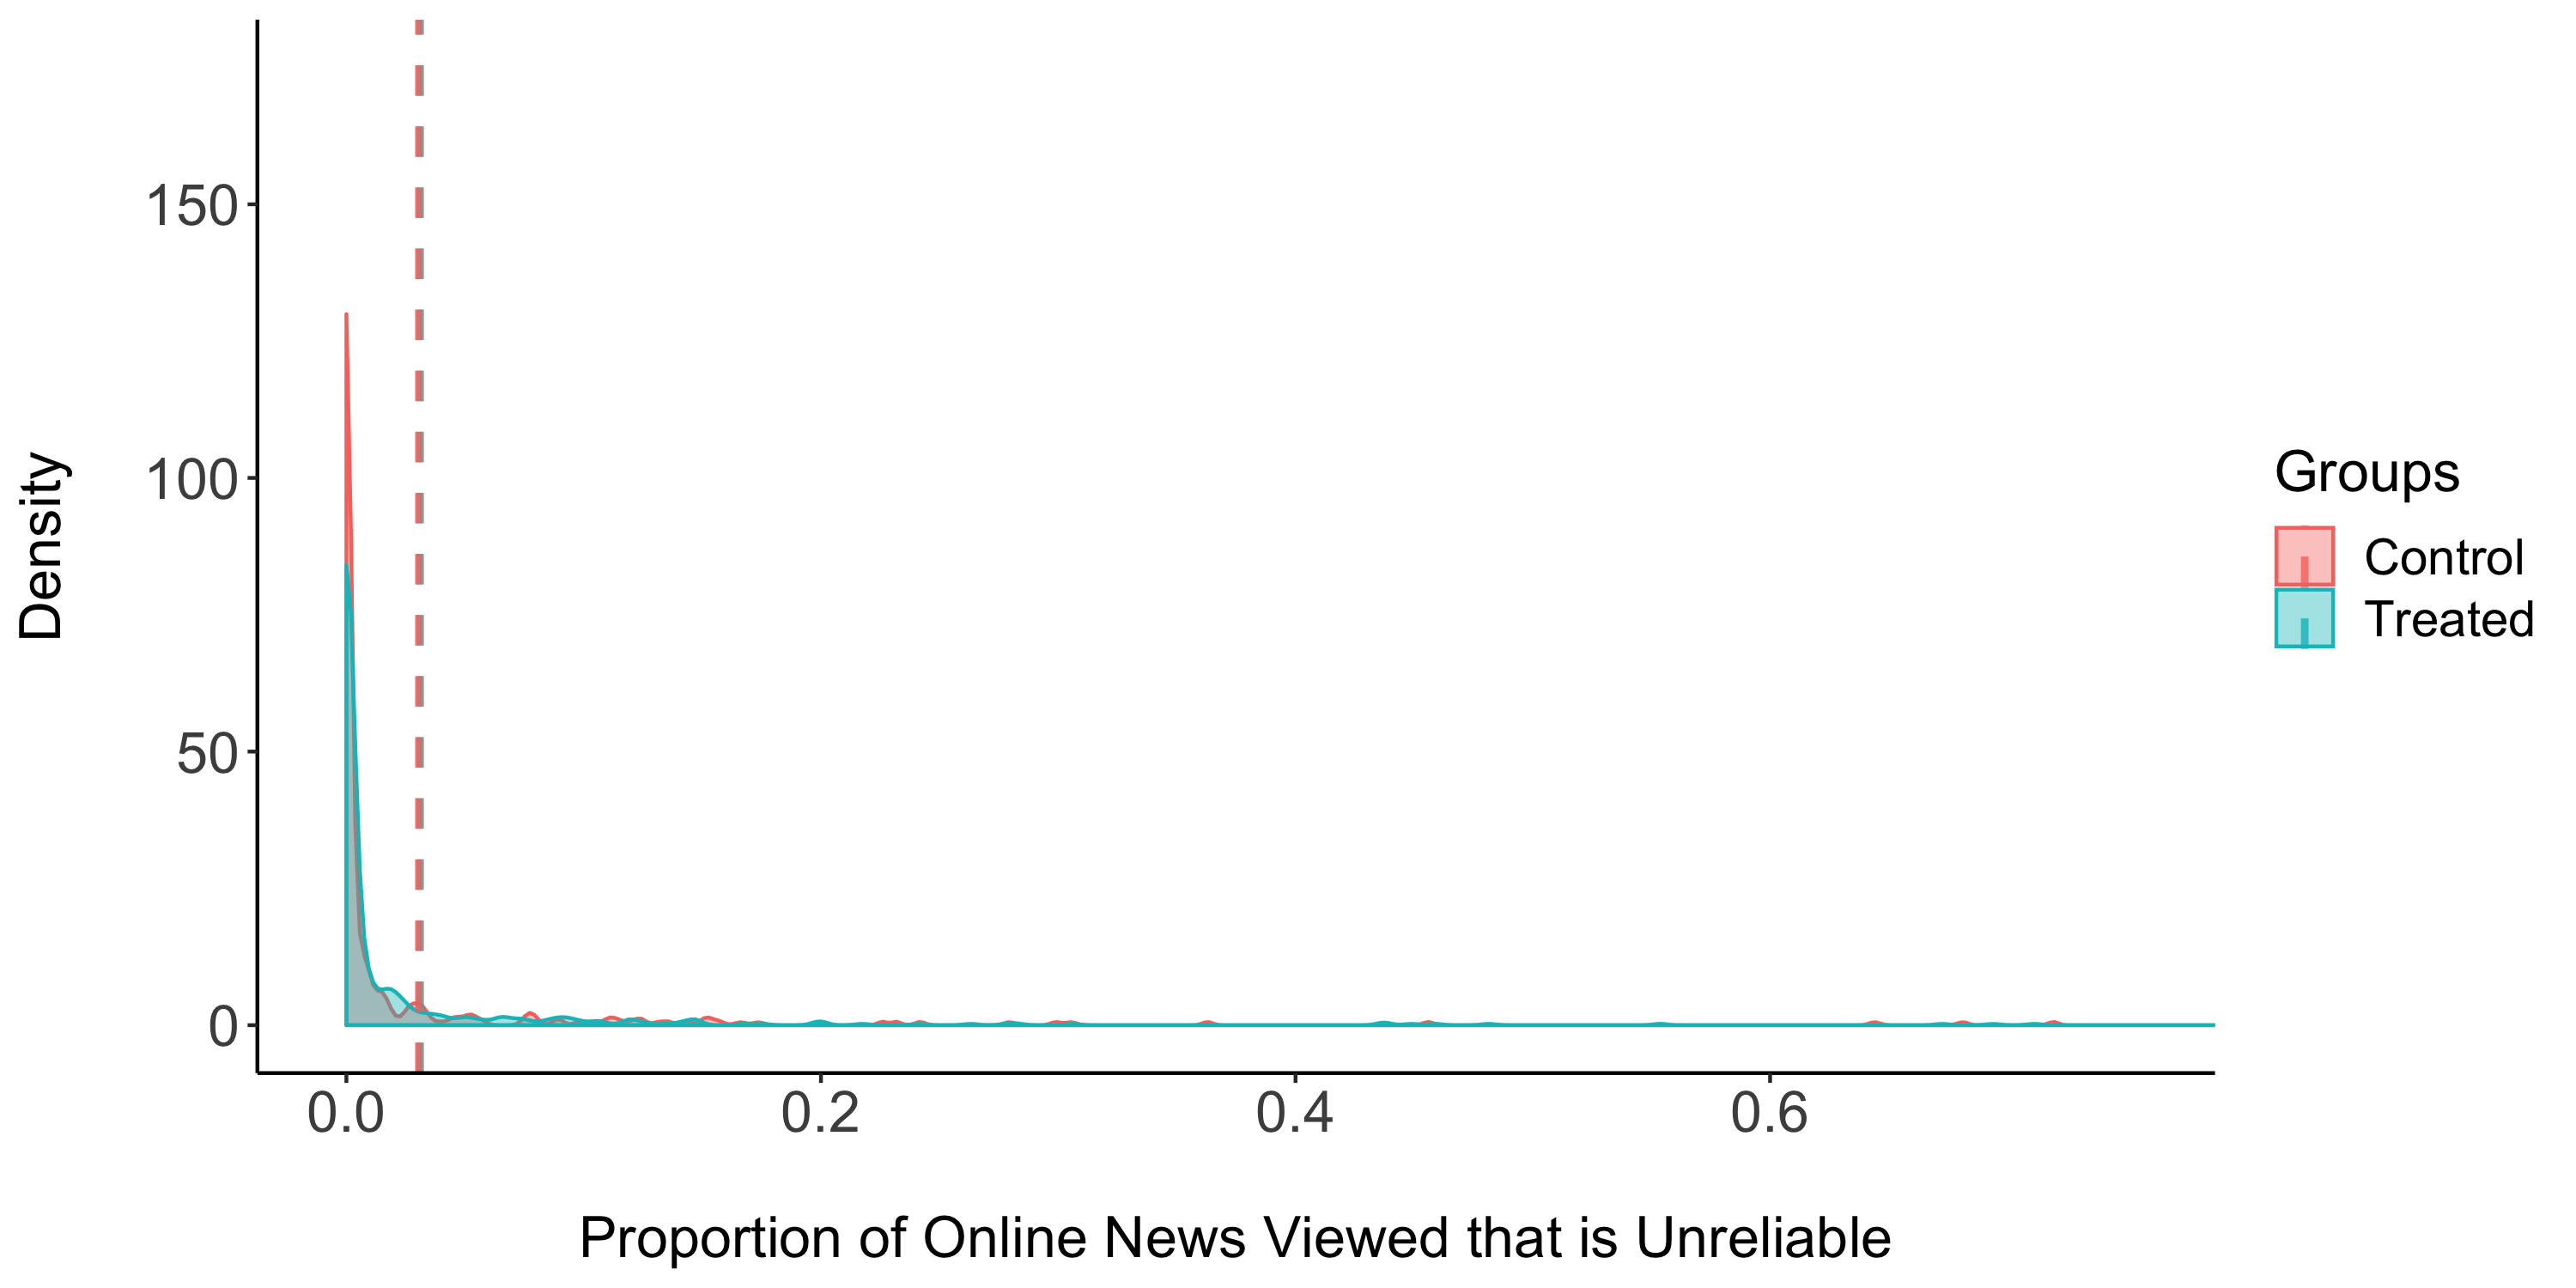 150
100
50
0
Density
0.0 0.2 0.4 0.6
Proportion of Online News Viewed that is Unreliable
Groups
Control
Treated